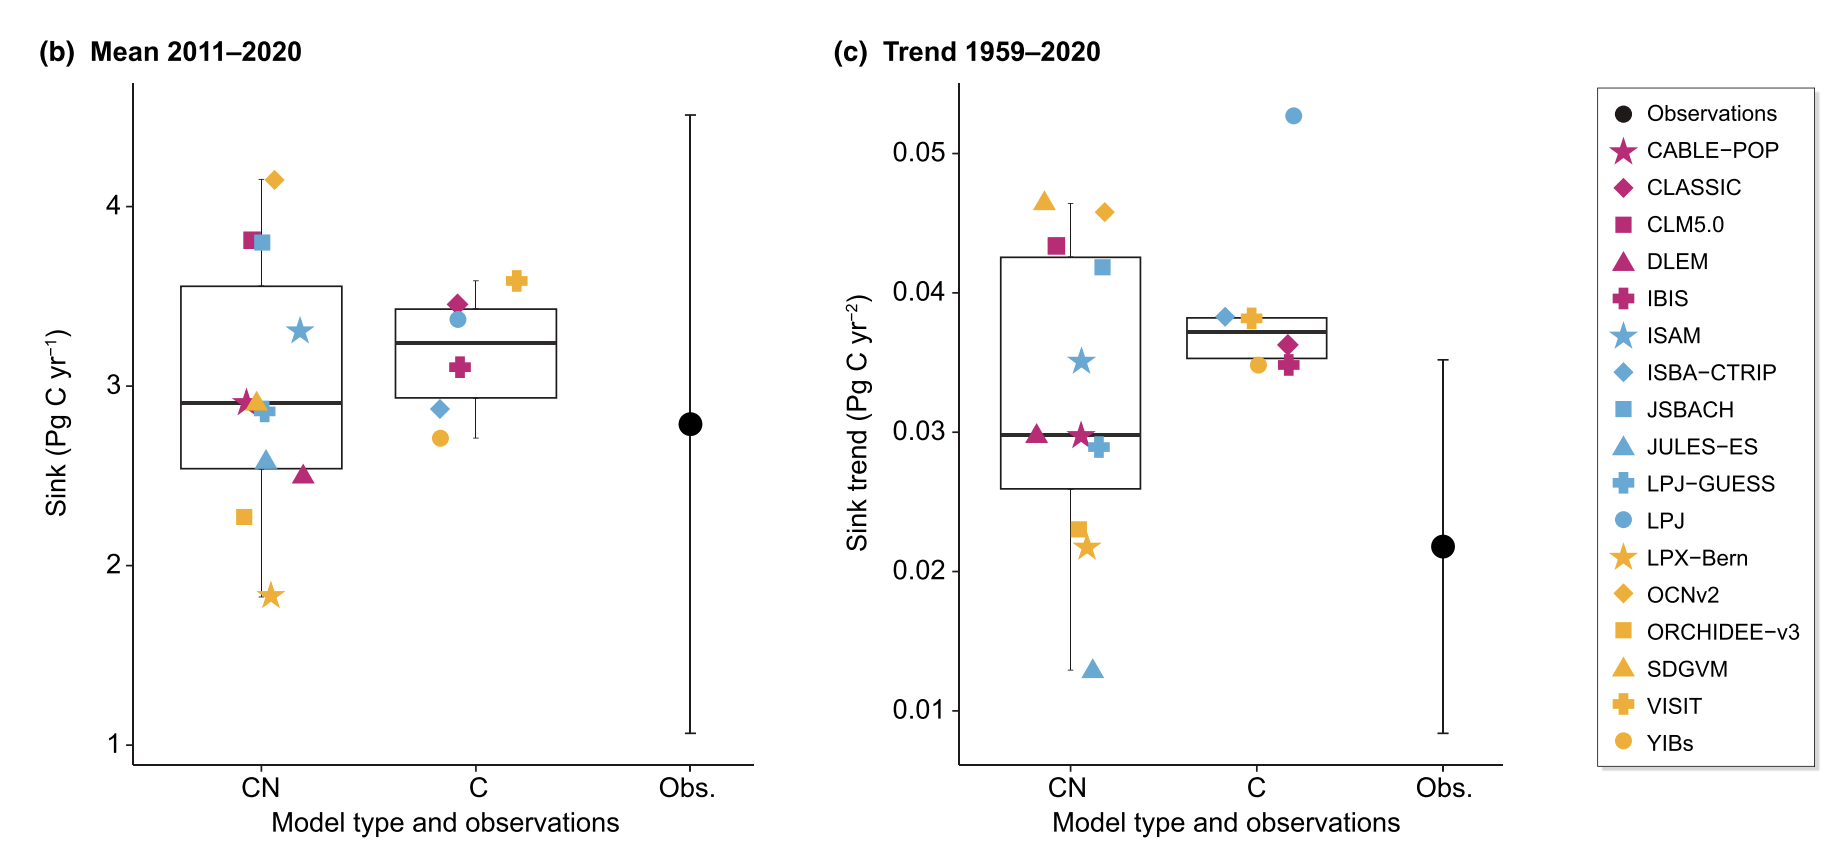 (b) Mean 2011–2020
4
3
2
1
Sink (Pg C yr⁻¹)
CN
C
Obs.
Model type and observations
(c) Trend 1959–2020
0.05
0.04
0.03
0.02
0.01
Sink trend (Pg C yr⁻²)
CN
C
Obs.
Model type and observations
Observations
CABLE−POP
CLASSIC
CLM5.0
DLEM
IBIS
ISAM
ISBA−CTRIP
JSBACH
JULES−ES
LPJ−GUESS
LPJ
LPX−Bern
OCNv2
ORCHIDEE−v3
SDGVM
VISIT
YIBs